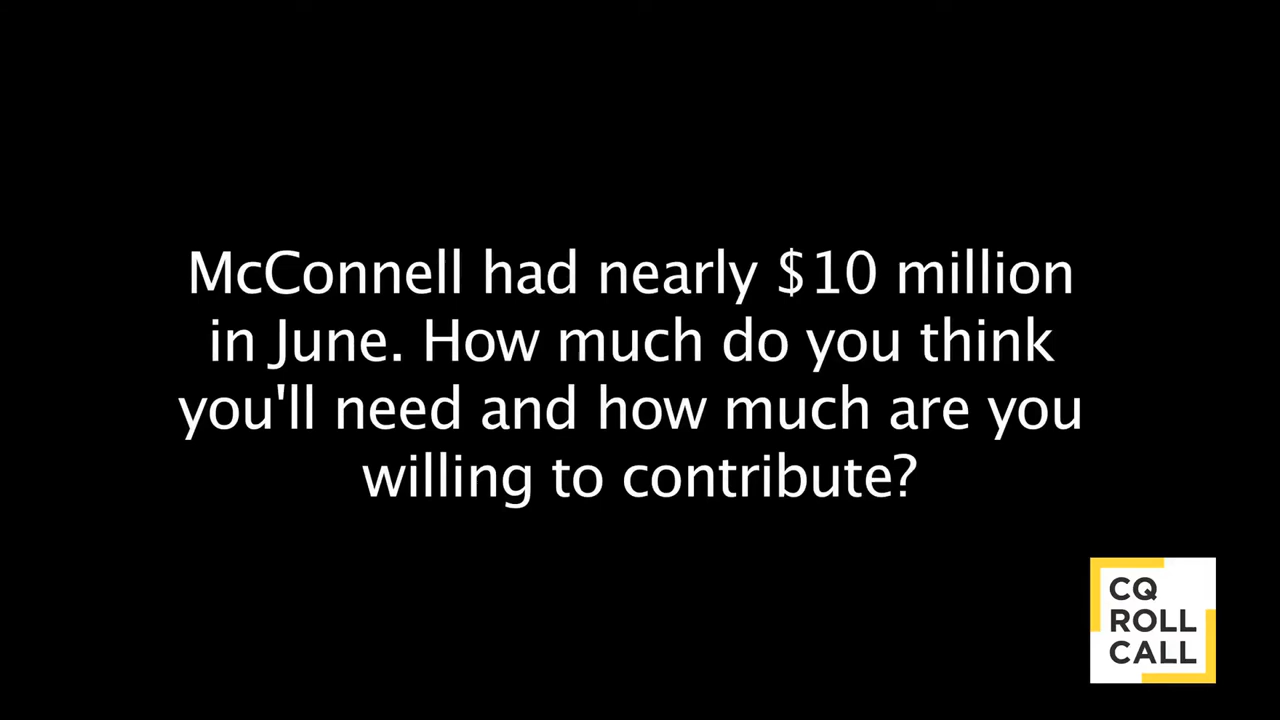 McConnell had nearly $10 million
in June. How much do you think
you'll need and how much are you
willing to contribute?
CQ
ROLL
CALL